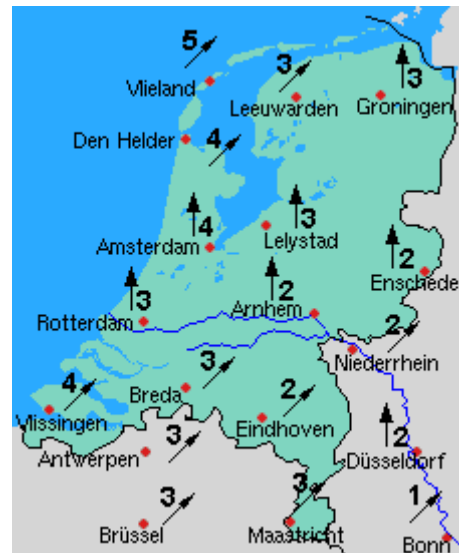 5
Vlieland
3
Leeuwarden
3
Groningen
Den Helder
4
4
Amsterdam
3
Lelystad
2
Enschede
3
Rotterdam
2
Arnhem
2
Niederrhein
4
Vlissingen
3
Breda
2
Eindhoven
3
Antwerpen
2
Düsseldorf
3
Brüssel
3
Maastricht
1
Bonn